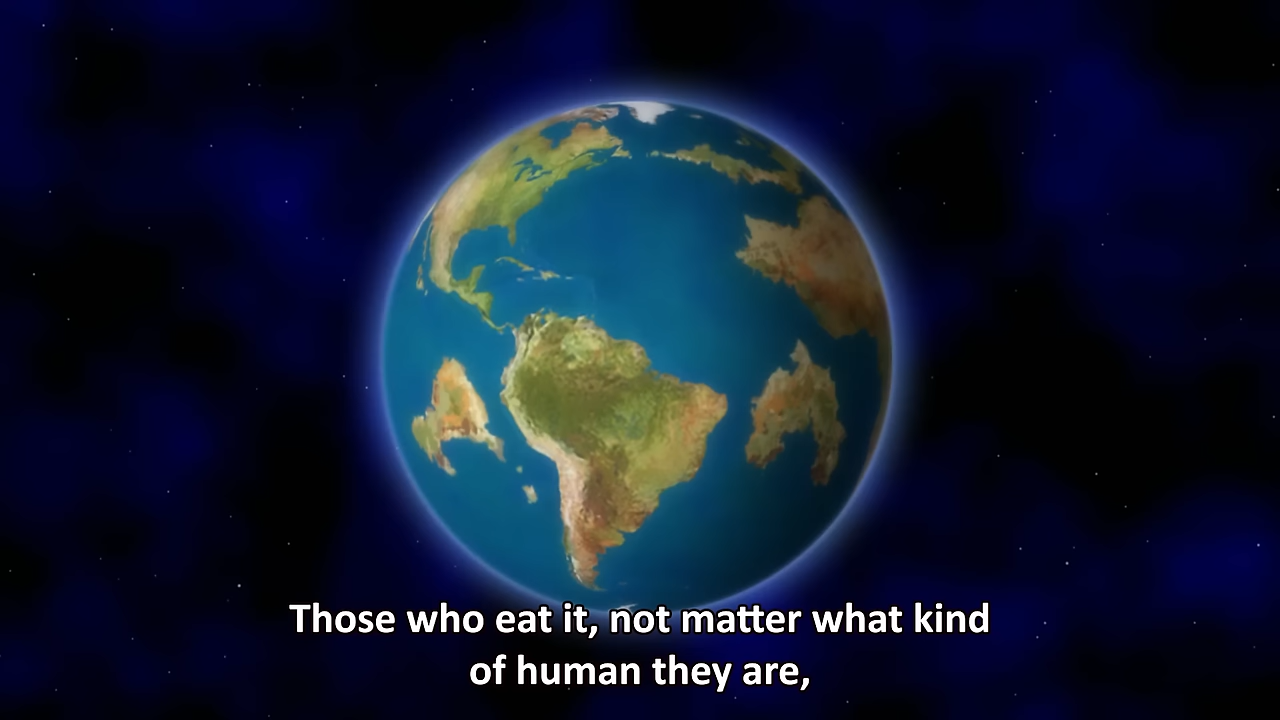 Those who eat it, not matter what kind
of human they are,